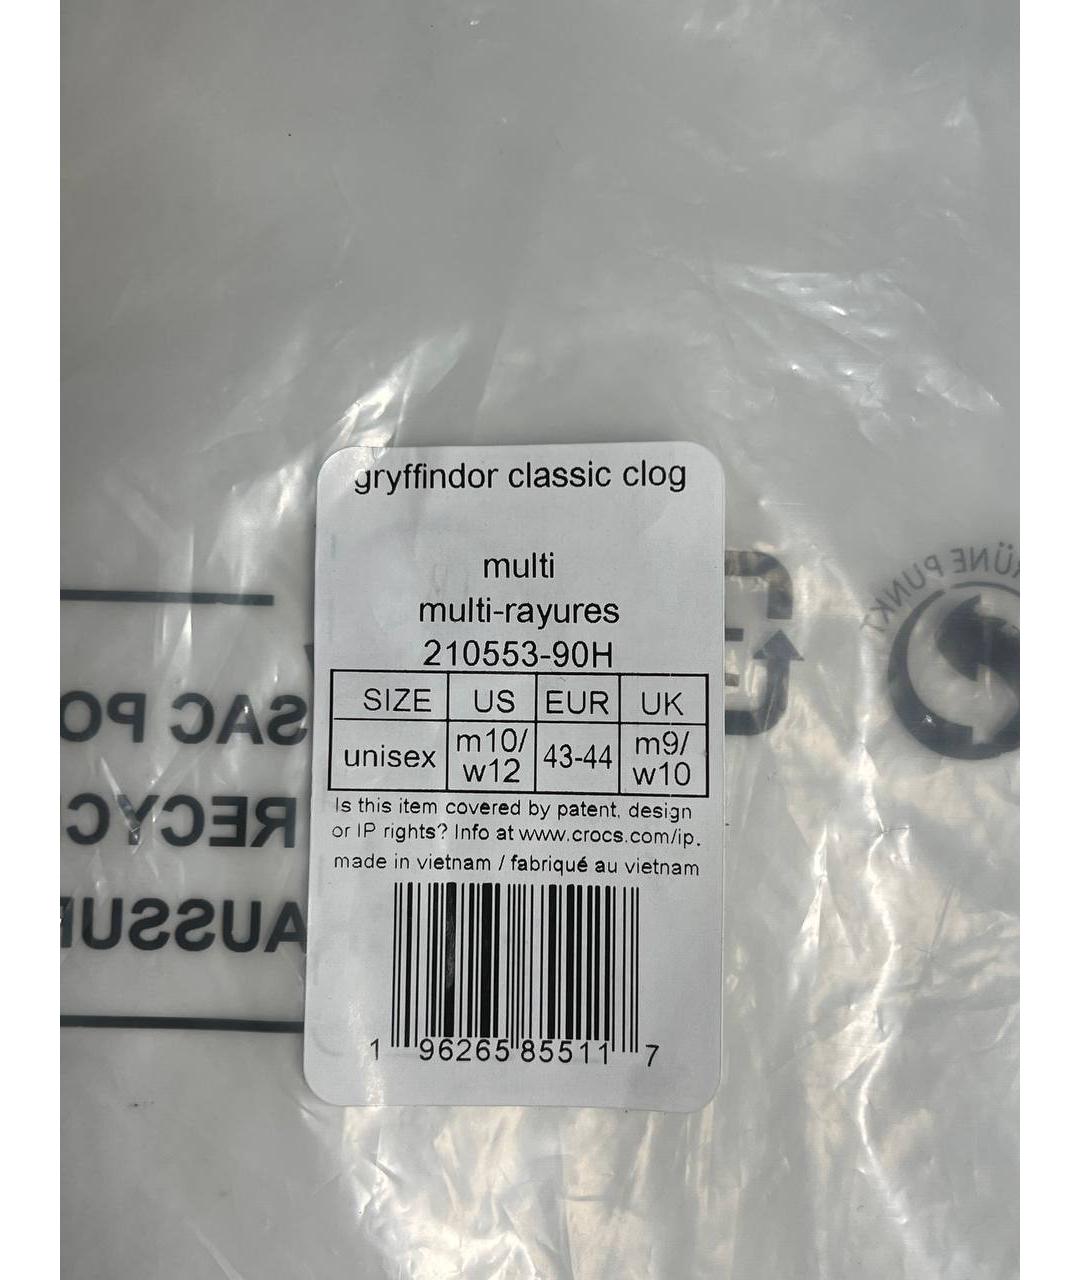 gryffindor classic clog
multi
multi-rayures
210553-90H
SIZE US EUR UK
unisex m10/ w12 43-44 m9/ w10
Is this item covered by patent, design
or IP rights? Info at www.crocs.com/ip.
made in vietnam / fabriqué au vietnam
1 96265 85511 7
SAC PO
RECYC
AUSSU
ÜNE PUNKT